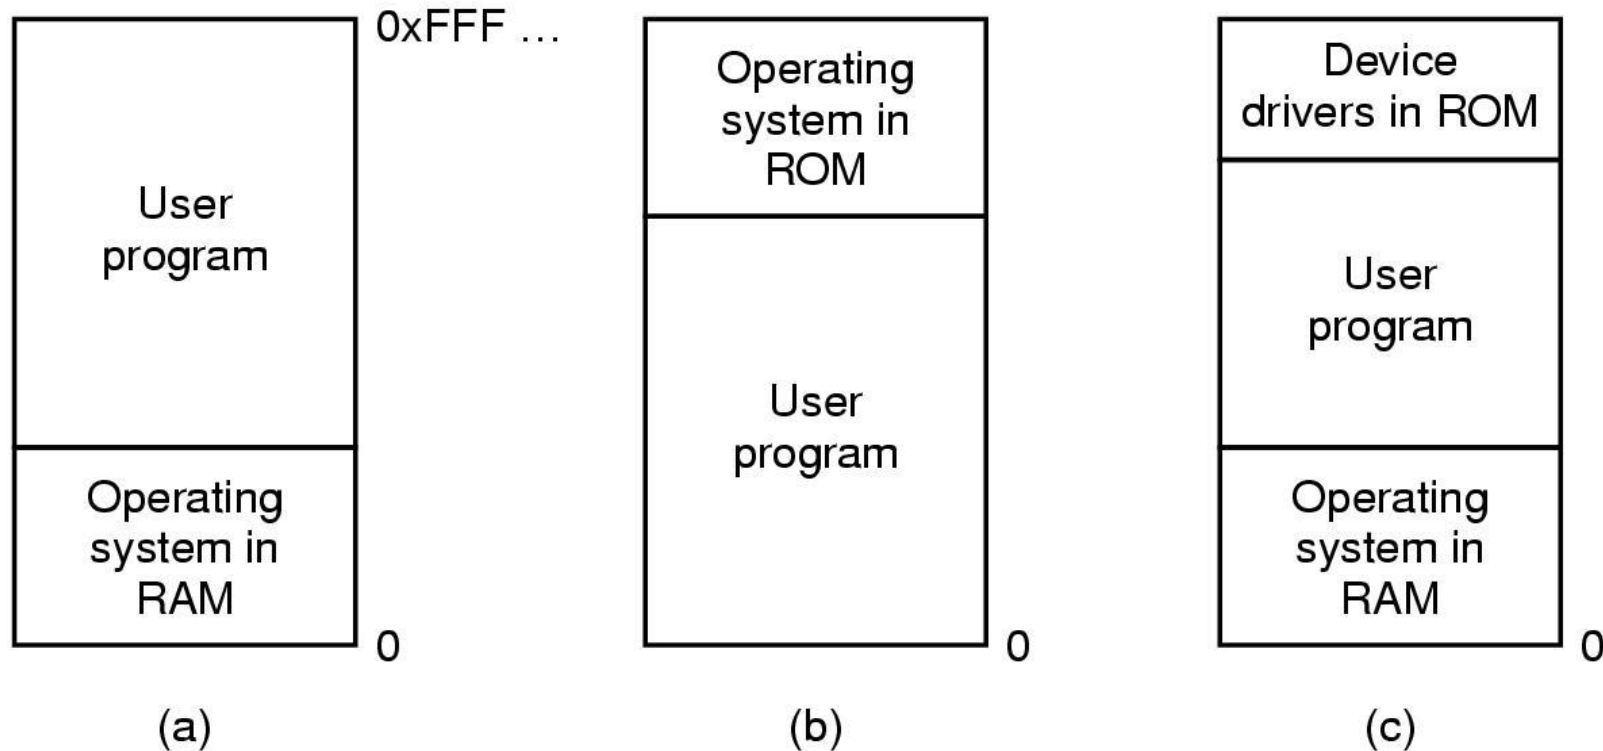 0xFFF ...
User
program
Operating
system in
RAM
0
(a)
Operating
system in
ROM
User
program
0
(b)
Device
drivers in ROM
User
program
Operating
system in
RAM
0
(c)